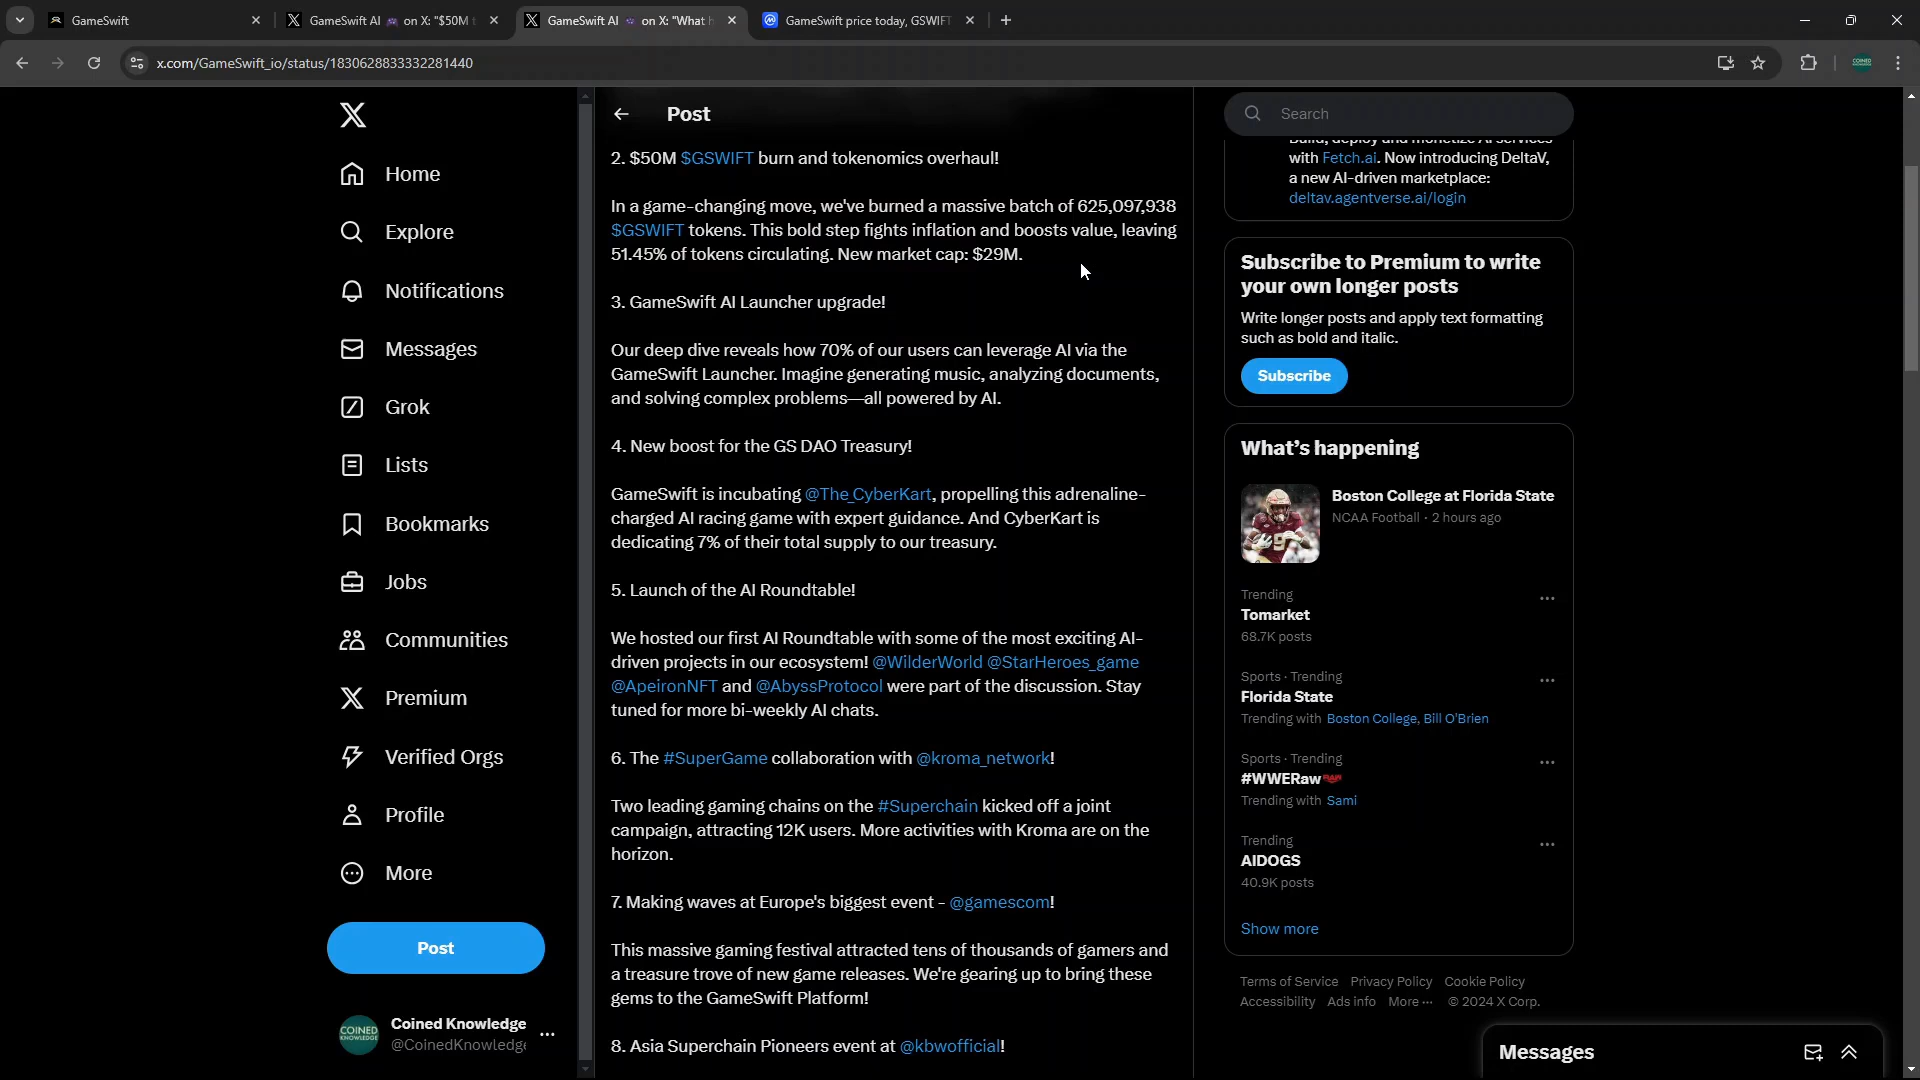 GameSwift
GameSwift AI 🎮 on X: "$50M
GameSwift AI 🎮 on X: "What h
GameSwift price today, GSWIFT
x.com/GameSwift_io/status/1830628833332281440
Home
Explore
Notifications
Messages
Grok
Lists
Bookmarks
Jobs
Communities
Premium
Verified Orgs
Profile
More
Post
COINED KNOWLEDGE
Coined Knowledge
@CoinedKnowledge
Post
2. $50M $GSWIFT burn and tokenomics overhaul!
In a game-changing move, we've burned a massive batch of 625,097,938
$GSWIFT tokens. This bold step fights inflation and boosts value, leaving
51.45% of tokens circulating. New market cap: $29M.
3. GameSwift AI Launcher upgrade!
Our deep dive reveals how 70% of our users can leverage AI via the
GameSwift Launcher. Imagine generating music, analyzing documents,
and solving complex problems—all powered by AI.
4. New boost for the GS DAO Treasury!
GameSwift is incubating @The_CyberKart, propelling this adrenaline-
charged AI racing game with expert guidance. And CyberKart is
dedicating 7% of their total supply to our treasury.
5. Launch of the AI Roundtable!
We hosted our first AI Roundtable with some of the most exciting AI-
driven projects in our ecosystem! @WilderWorld @StarHeroes_game
@ApeironNFT and @AbyssProtocol were part of the discussion. Stay
tuned for more bi-weekly AI chats.
6. The #SuperGame collaboration with @kroma_network!
Two leading gaming chains on the #Superchain kicked off a joint
campaign, attracting 12K users. More activities with Kroma are on the
horizon.
7. Making waves at Europe's biggest event - @gamescom!
This massive gaming festival attracted tens of thousands of gamers and
a treasure trove of new game releases. We're gearing up to bring these
gems to the GameSwift Platform!
8. Asia Superchain Pioneers event at @kbwofficial!
Search
Build, deploy and monetize AI services
with Fetch.ai. Now introducing DeltaV,
a new AI-driven marketplace:
deltav.agentverse.ai/login
Subscribe to Premium to write
your own longer posts
Write longer posts and apply text formatting
such as bold and italic.
Subscribe
What's happening
Boston College at Florida State
NCAA Football · 2 hours ago
Trending
Tomarket
68.7K posts
Sports · Trending
Florida State
Trending with Boston College, Bill O'Brien
Sports · Trending
#WWERaw
Trending with Sami
Trending
AIDOGS
40.9K posts
Show more
Terms of Service Privacy Policy Cookie Policy
Accessibility Ads info More ··· © 2024 X Corp.
Messages